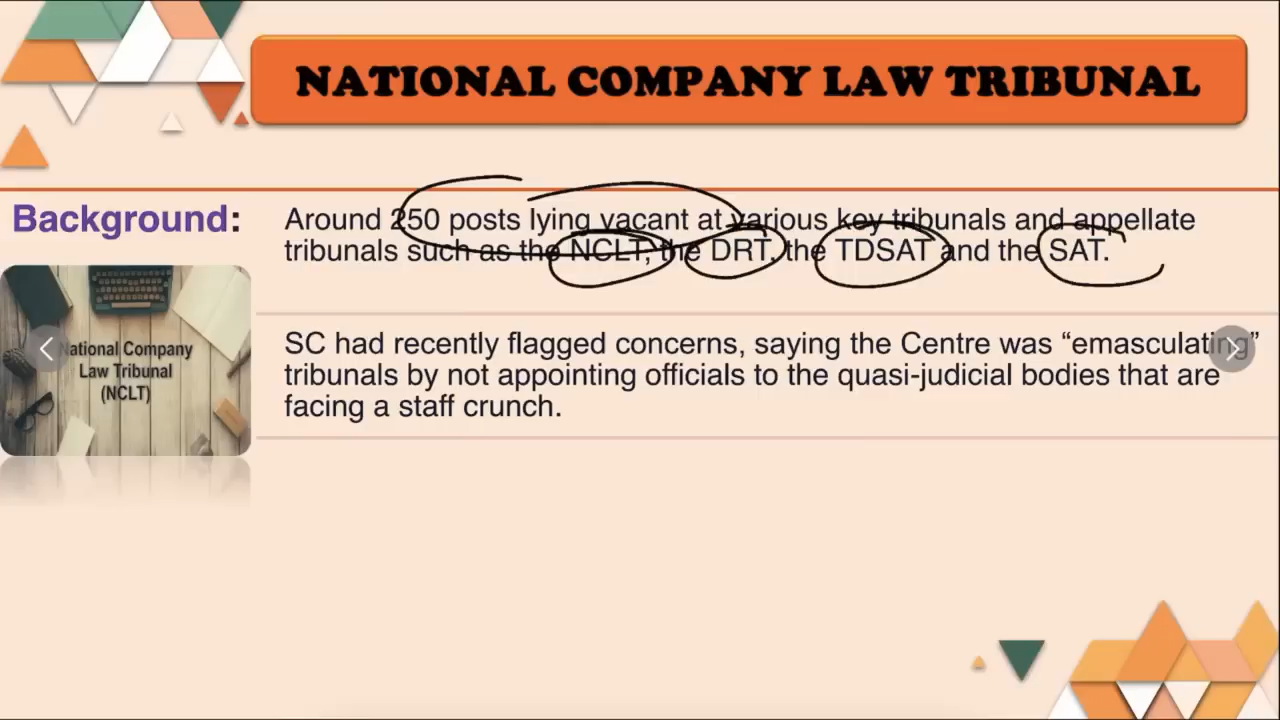 NATIONAL COMPANY LAW TRIBUNAL
Background:
Around 250 posts lying vacant at various key tribunals and appellate
tribunals such as the NCLT, the DRT, the TDSAT and the SAT.
SC had recently flagged concerns, saying the Centre was “emasculating”
tribunals by not appointing officials to the quasi-judicial bodies that are
facing a staff crunch.
National Company
Law Tribunal
(NCLT)